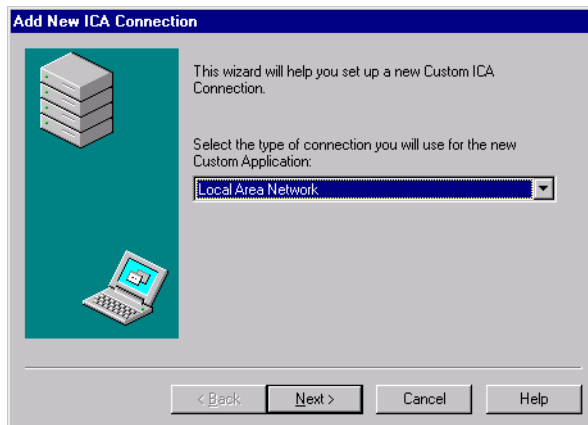 Add New ICA Connection
This wizard will help you set up a new Custom ICA
Connection.
Select the type of connection you will use for the new
Custom Application:
Local Area Network
< Back
Next >
Cancel
Help